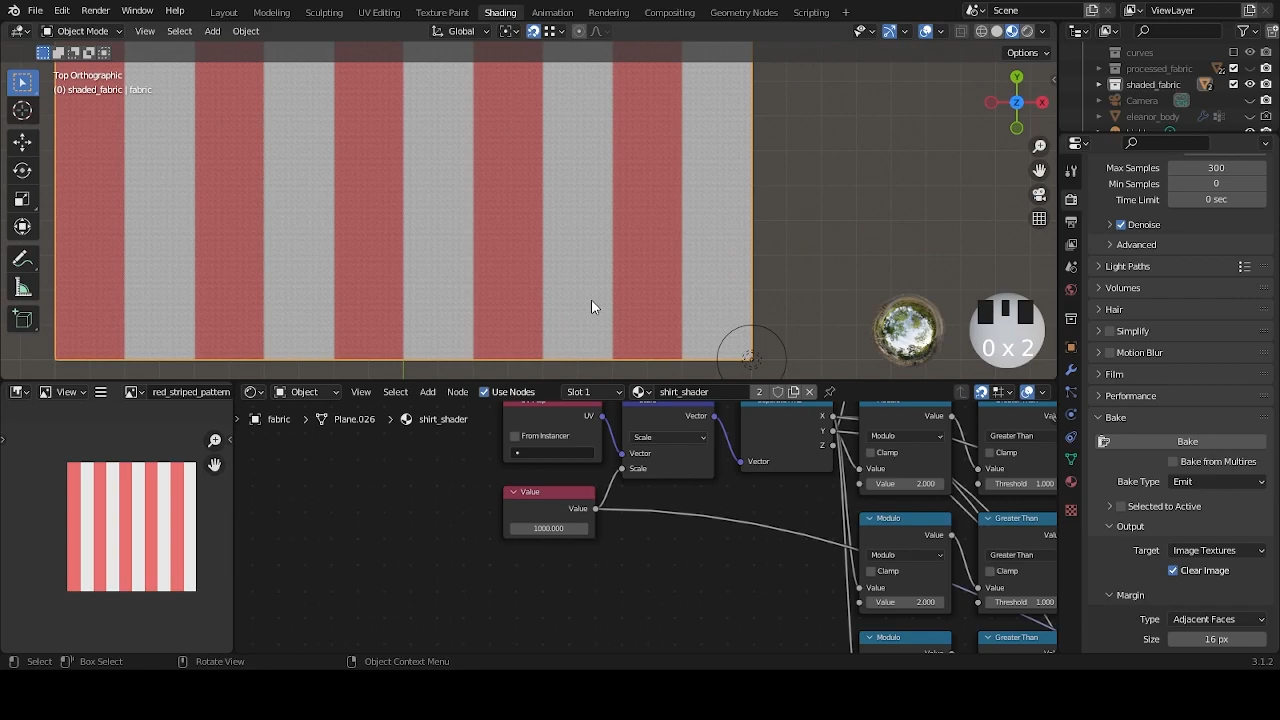 File Edit Render Window Help Layout Modeling Sculpting UV Editing Texture Paint Shading Animation Rendering Compositing Geometry Nodes Scripting + Scene ViewLayer
Object Mode View Select Add Object Global
Options
Top Orthographic
(0) shaded_fabric | fabric
Y
X
Z
0 x 2
curves
processed_fabric
shaded_fabric
Camera
eleanor_body
Max Samples 300
Min Samples 0
Time Limit 0 sec
Denoise
Advanced
Light Paths
Volumes
Hair
Simplify
Motion Blur
Film
Performance
Bake
Bake
Bake from Multires
Bake Type Emit
Selected to Active
Output
Target Image Textures
Clear Image
Margin
Type Adjacent Faces
Size 16 px
View red_striped_pattern
Object View Select Add Node Use Nodes Slot 1 shirt_shader 2
fabric > Plane.026 > shirt_shader
UV
From Instancer
Vector
Scale
Vector
Scale
X
Y
Z
Vector
Value
Value
1000.000
Value
Modulo
Clamp
Value
Value 2.000
Greater Than
Clamp
Value
Threshold 1.000
Modulo
Value
Modulo
Clamp
Value
Value 2.000
Greater Than
Greater Than
Clamp
Value
Threshold 1.000
Modulo
Greater Than
Select Box Select Rotate View Object Context Menu 3.1.2